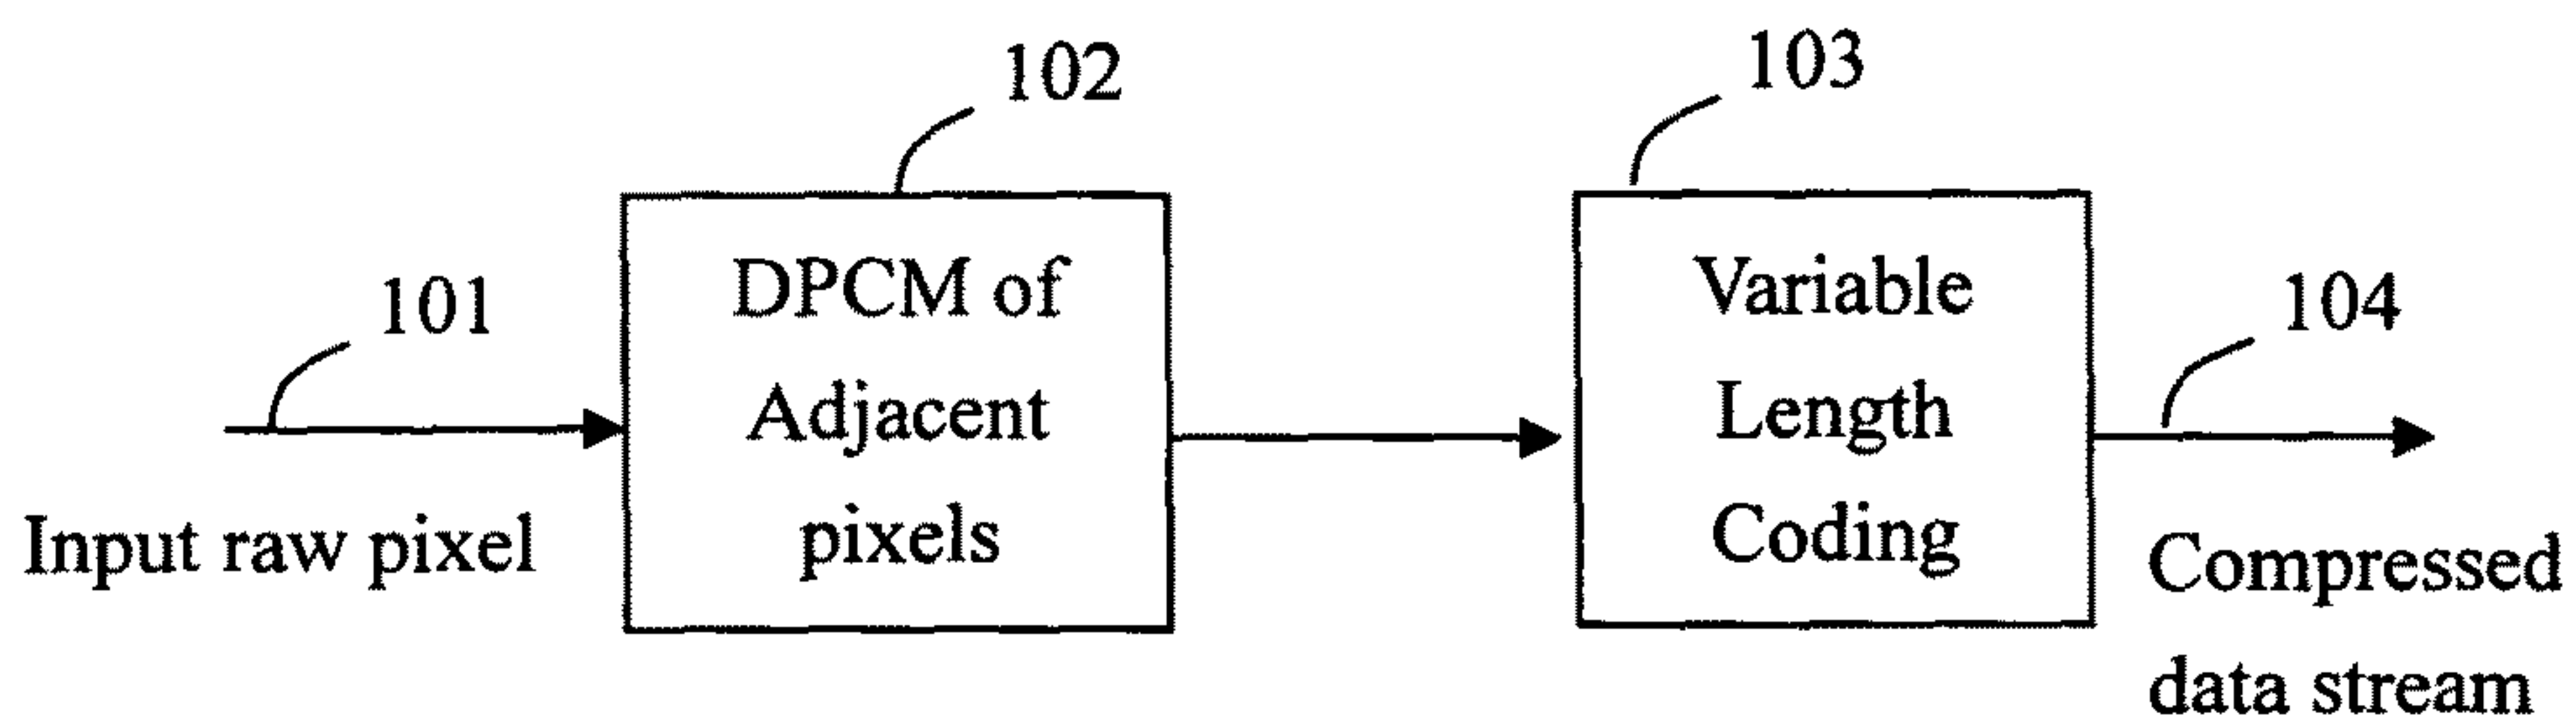 102
103
101
104
DPCM of
Adjacent
pixels
Variable
Length
Coding
Input raw pixel
Compressed
data stream